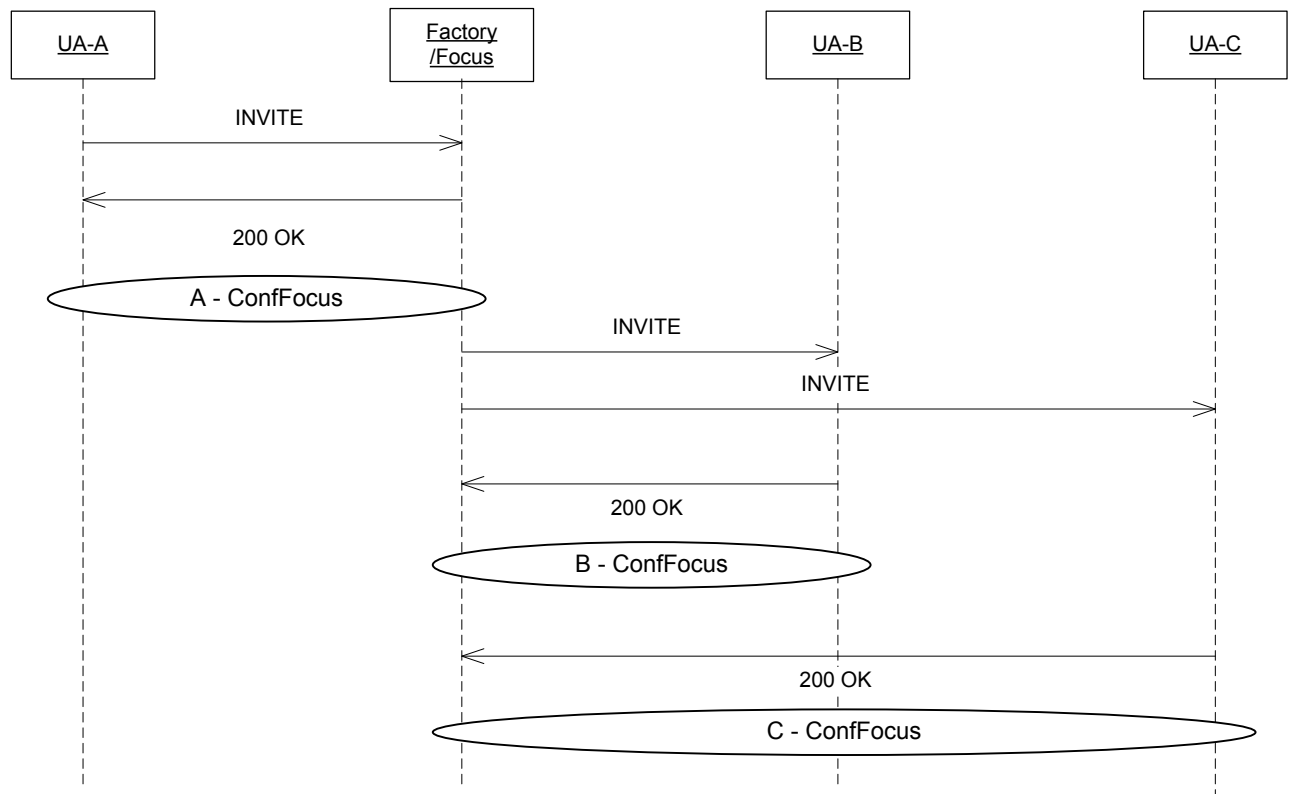 UA-A
Factory
/Focus
UA-B
UA-C
INVITE
200 OK
A - ConfFocus
INVITE
INVITE
200 OK
B - ConfFocus
200 OK
C - ConfFocus